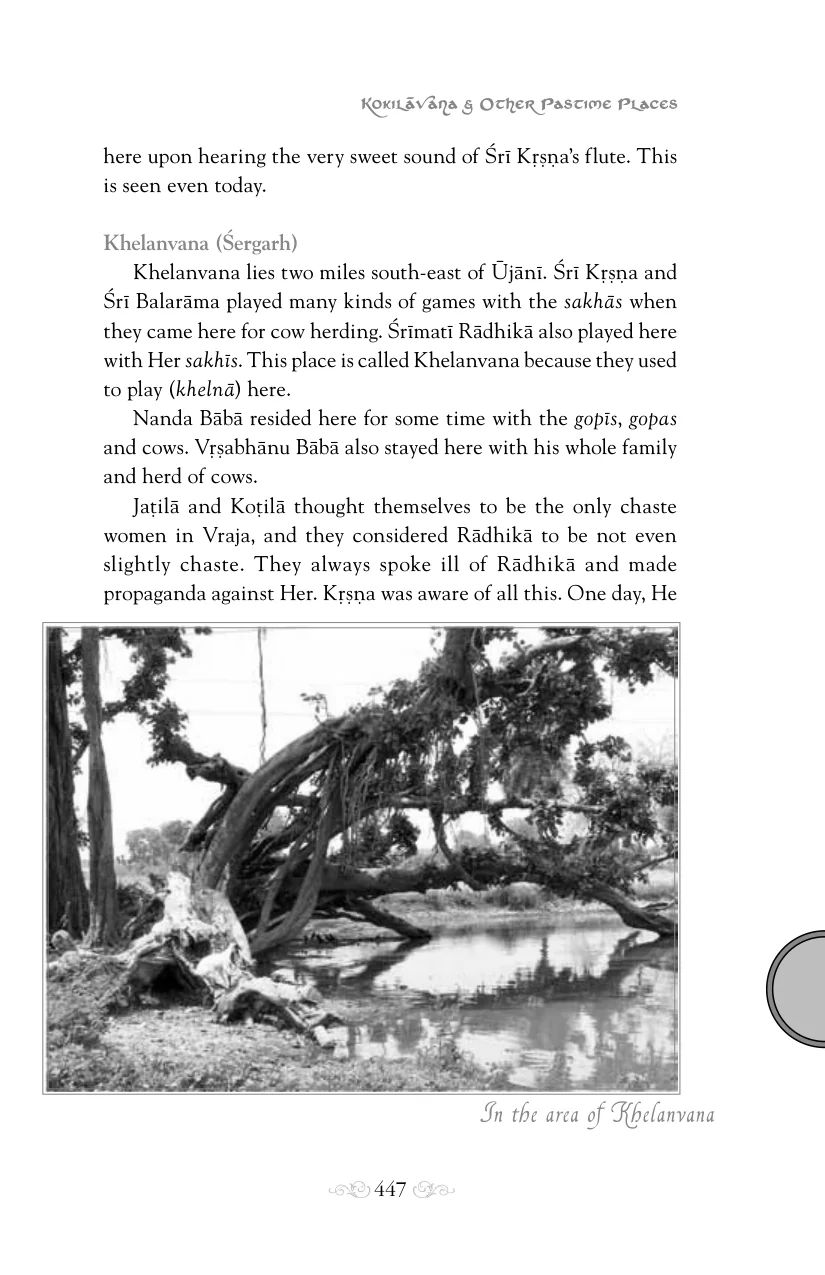 Kokilāvana & Other Pastime Places
here upon hearing the very sweet sound of Śrī Kṛṣṇa’s flute. This
is seen even today.
Khelanvana (Śergarh)
Khelanvana lies two miles south-east of Ūjānī. Śrī Kṛṣṇa and
Śrī Balarāma played many kinds of games with the sakhās when
they came here for cow herding. Śrīmatī Rādhikā also played here
with Her sakhīs. This place is called Khelanvana because they used
to play (khelnā) here.
Nanda Bābā resided here for some time with the gopīs, gopas
and cows. Vṛṣabhānu Bābā also stayed here with his whole family
and herd of cows.
Jaṭilā and Koṭilā thought themselves to be the only chaste
women in Vraja, and they considered Rādhikā to be not even
slightly chaste. They always spoke ill of Rādhikā and made
propaganda against Her. Kṛṣṇa was aware of all this. One day, He
In the area of Khelanvana
447